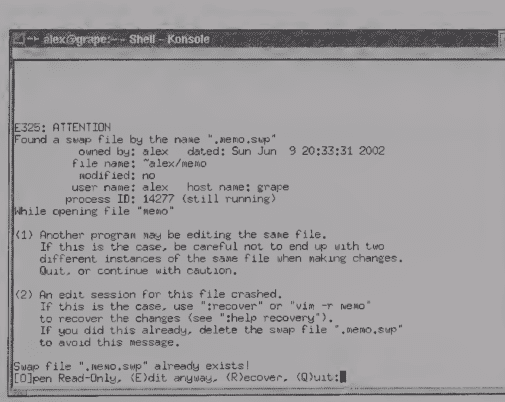 alex@grape:~ - Shell - Konsole
E325: ATTENTION
Found a swap file by the name ".memo.swp"
owned by: alex dated: Sun Jun 9 20:33:31 2002
file name: ~alex/memo
modified: no
user name: alex host name: grape
process ID: 14277 (still running)
While opening file "memo"
(1) Another program may be editing the same file.
If this is the case, be careful not to end up with two
different instances of the same file when making changes.
Quit, or continue with caution.
(2) An edit session for this file crashed.
If this is the case, use ":recover" or "vim -r memo"
to recover the changes (see ":help recovery").
If you did this already, delete the swap file ".memo.swp"
to avoid this message.
Swap file ".memo.swp" already exists!
[O]pen Read-Only, (E)dit anyway, (R)ecover, (Q)uit: